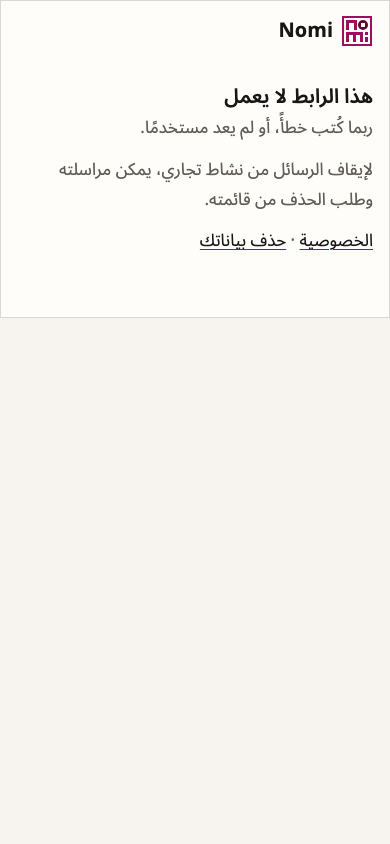 Nomi
هذا الرابط لا يعمل
ربما كُتب خطأً، أو لم يعد مستخدمًا.
لإيقاف الرسائل من نشاط تجاري، يمكن مراسلته
وطلب الحذف من قائمته.
الخصوصية · حذف بياناتك